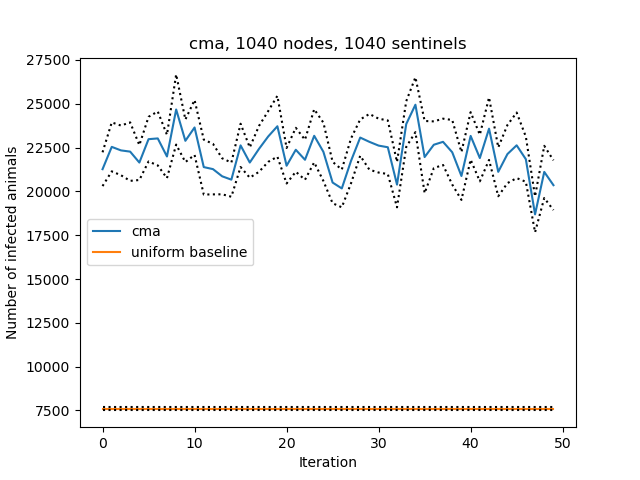 cma, 1040 nodes, 1040 sentinels
Number of infected animals
27500
25000
22500
20000
17500
15000
12500
10000
7500
cma
uniform baseline
0 10 20 30 40 50
Iteration